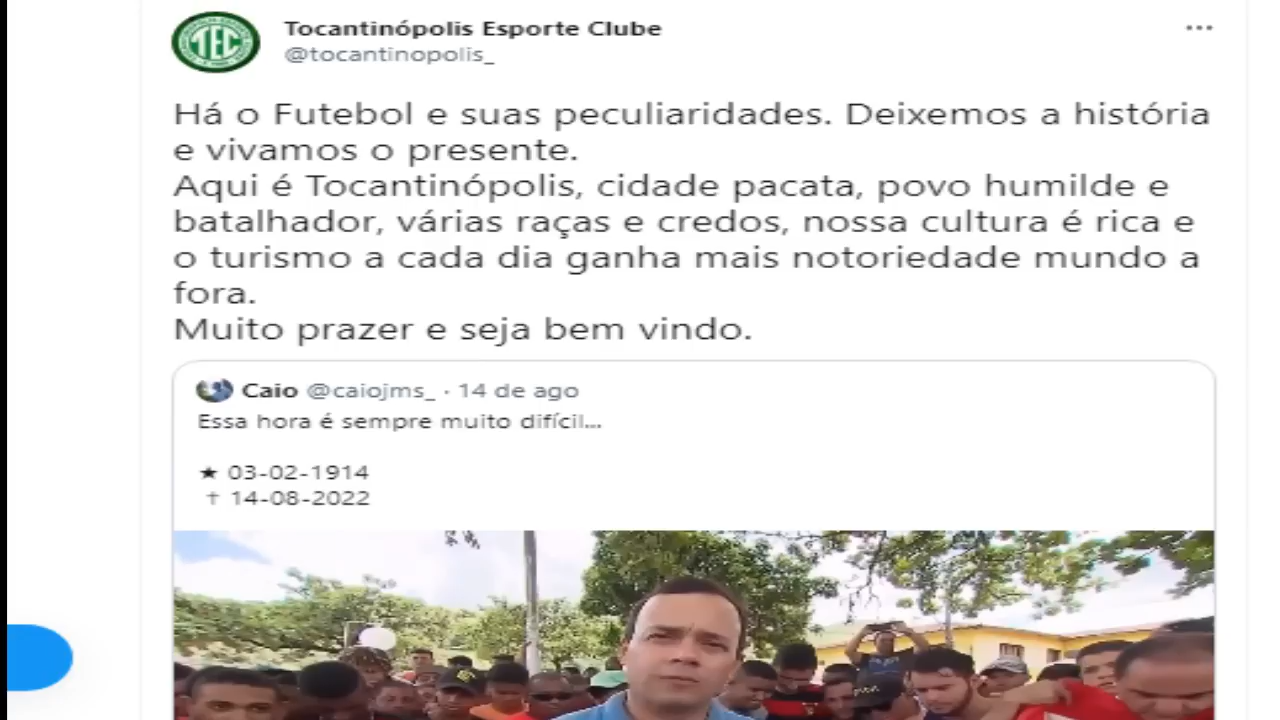 TEC
Tocantinópolis Esporte Clube
@tocantinopolis_
Há o Futebol e suas peculiaridades. Deixemos a história
e vivamos o presente.
Aqui é Tocantinópolis, cidade pacata, povo humilde e
batalhador, várias raças e credos, nossa cultura é rica e
o turismo a cada dia ganha mais notoriedade mundo a
fora.
Muito prazer e seja bem vindo.
Caio @caiojms_ · 14 de ago
Essa hora é sempre muito difícil...
★ 03-02-1914
† 14-08-2022